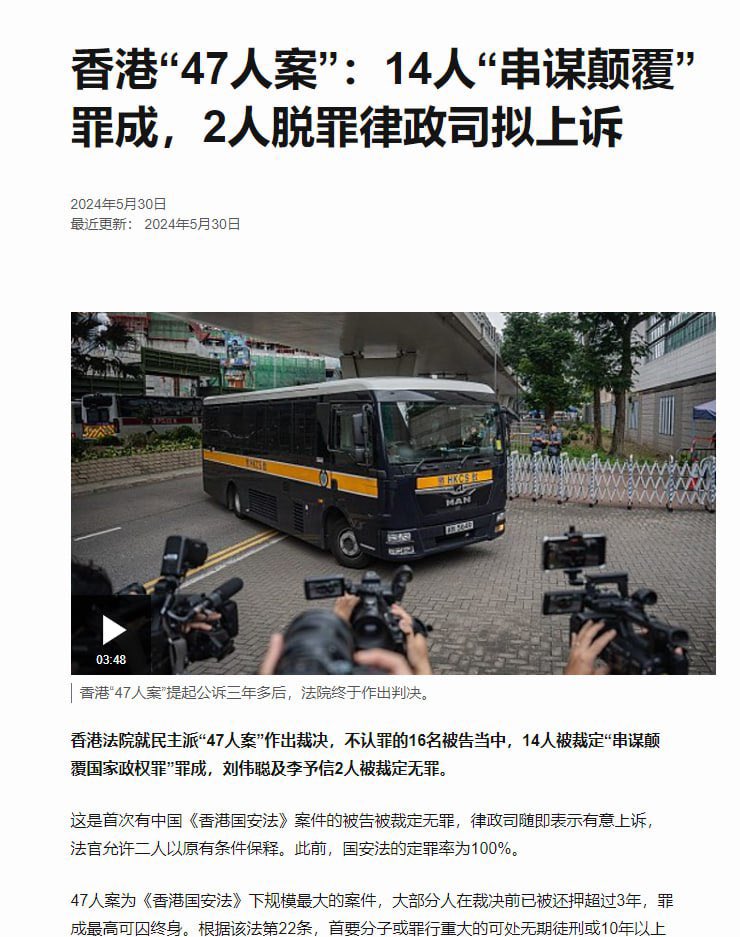 香港“47人案”：14人“串谋颠覆”
罪成，2人脱罪律政司拟上诉
2024年5月30日
最近更新： 2024年5月30日
HKCS
HKCS
MAN
03:48
香港“47人案”提起公诉三年多后，法院终于作出判决。
香港法院就民主派“47人案”作出裁决，不认罪的16名被告当中，14人被裁定“串谋颠
覆国家政权罪”罪成，刘伟聪及李予信2人被裁定无罪。
这是首次有中国《香港国安法》案件的被告被裁定无罪，律政司随即表示有意上诉，
法官允许二人以原有条件保释。此前，国安法的定罪率为100%。
47人案为《香港国安法》下规模最大的案件，大部分人在裁决前已被还押超过3年，罪
成最高可囚终身。根据该法第22条，首要分子或罪行重大的可处无期徒刑或10年以上